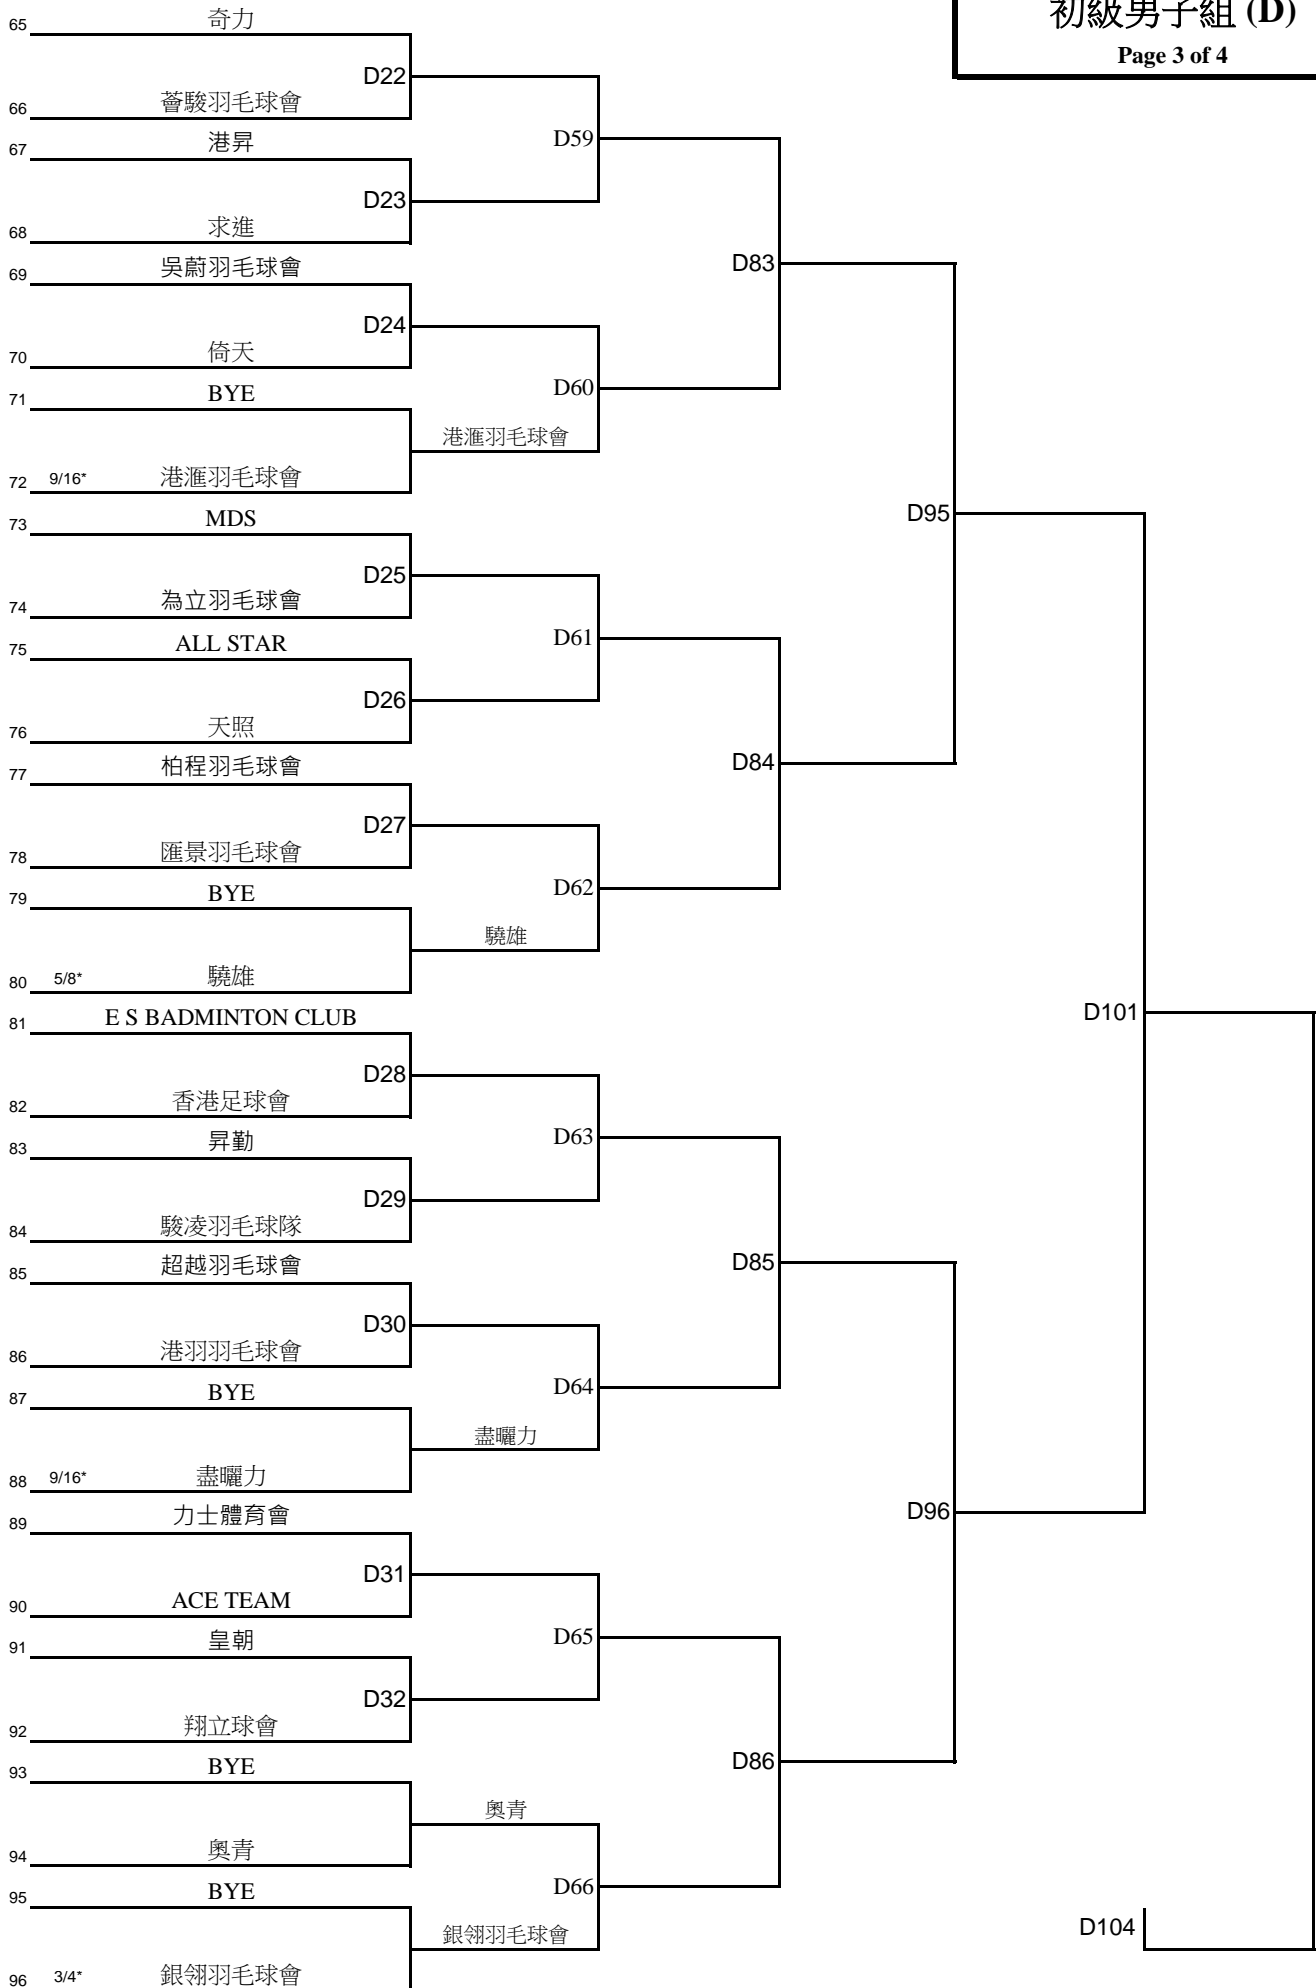 初級男子組 (D)
Page 3 of 4
65 奇力
D22
66 薈駿羽毛球會
D59
67 港昇
D23
68 求進
D83
69 吳蔚羽毛球會
D24
70 倚天
D60
71 BYE
港滙羽毛球會
72 9/16* 港滙羽毛球會
D95
73 MDS
D25
74 為立羽毛球會
D61
75 ALL STAR
D26
76 天照
D84
77 柏程羽毛球會
D27
78 匯景羽毛球會
D62
79 BYE
驍雄
80 5/8* 驍雄
D101
81 E S BADMINTON CLUB
D28
82 香港足球會
D63
83 昇勤
D29
84 駿凌羽毛球隊
D85
85 超越羽毛球會
D30
86 港羽羽毛球會
D64
87 BYE
盡曬力
88 9/16* 盡曬力
D96
89 力士體育會
D31
90 ACE TEAM
D65
91 皇朝
D32
92 翔立球會
D86
93 BYE
奧青
94 奧青
D66
95 BYE
銀翎羽毛球會
D104
96 3/4* 銀翎羽毛球會